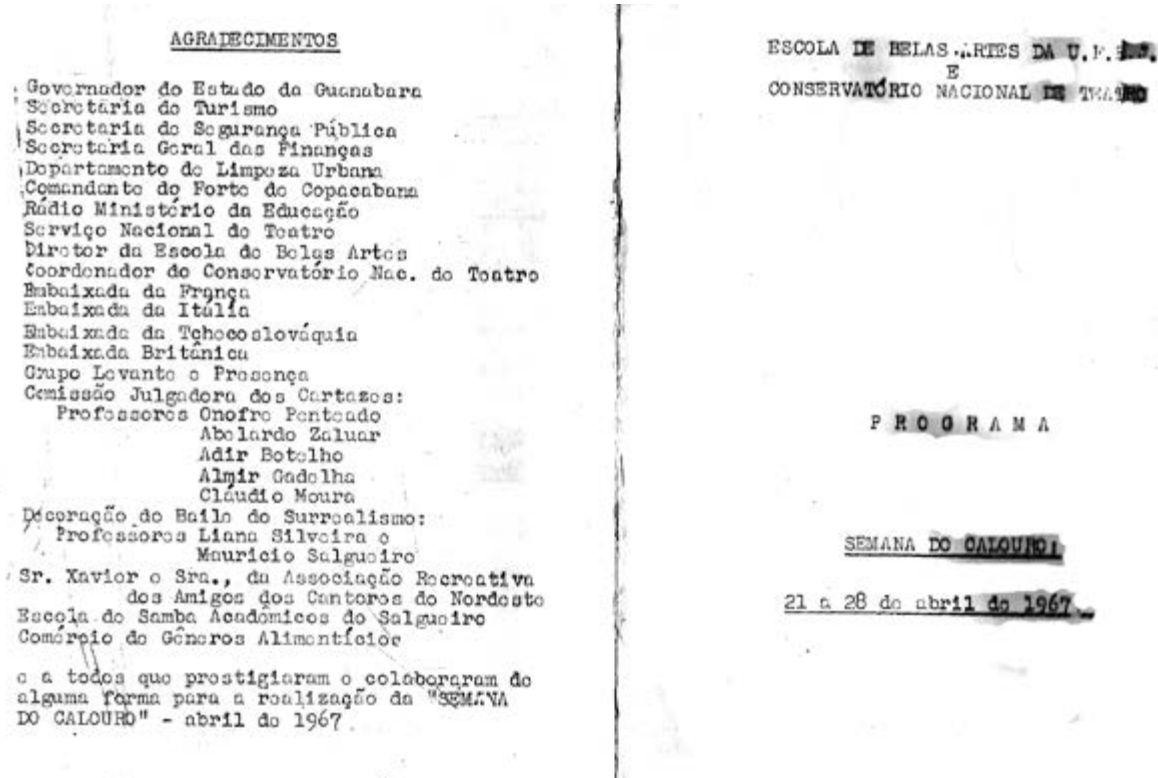 AGRADECIMENTOS
Governador do Estado da Guanabara
Secretaria de Turismo
Secretaria de Segurança Pública
Secretaria Geral das Finanças
Departamento de Limpeza Urbana
Comandante do Forte de Copacabana
Rádio Ministério da Educação
Serviço Nacional de Teatro
Diretor da Escola de Belas Artes
Coordenador do Conservatório Nac. de Teatro
Embaixada da França
Embaixada da Itália
Embaixada da Tchecoslováquia
Embaixada Britânica
Grupo Levante e Presença
Comissão Julgadora dos Cartazes:
Professores Onofre Penteado
Abelardo Zaluar
Adir Botelho
Almir Gadelha
Cláudio Moura
Decoração do Baile do Surrealismo:
Professores Liana Silveira e
Mauricio Salgueiro
Sr. Xavier e Sra., da Associação Recreativa
dos Amigos dos Cantores do Nordeste
Escola de Samba Acadêmicos do Salgueiro
Comércio de Gêneros Alimentícios
e a todos que prestigiaram e colaboraram de
alguma forma para a realização da "SEMANA
DO CALOURO" - abril de 1967.
ESCOLA DE BELAS ARTES DA U.F.R.J.
E
CONSERVATÓRIO NACIONAL DE TEATRO
P R O G R A M A
SEMANA DO CALOURO:
21 a 28 de abril de 1967